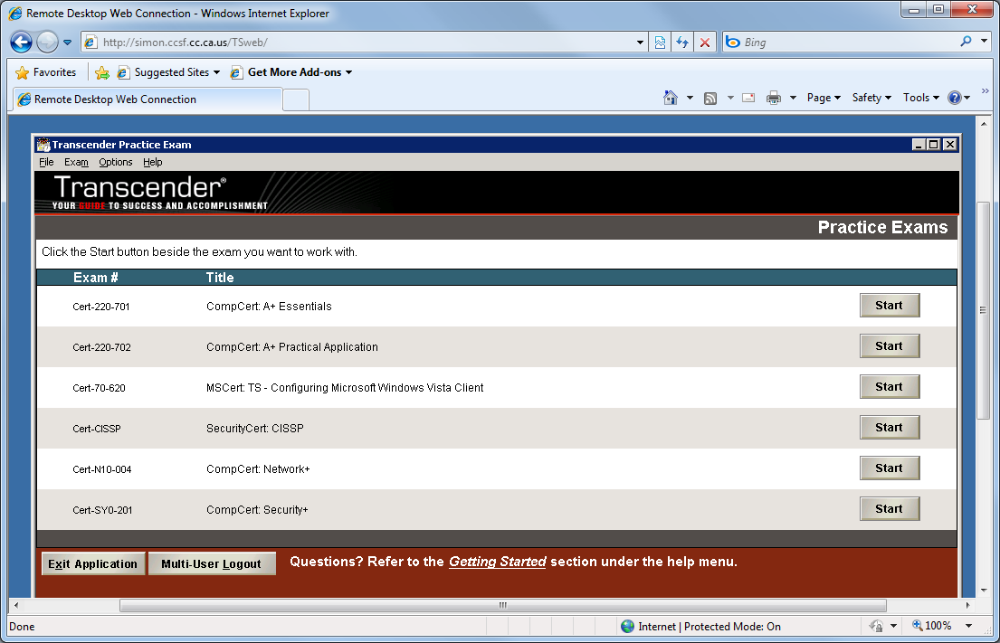 Remote Desktop Web Connection - Windows Internet Explorer
http://simon.ccsf.cc.ca.us/TSweb/
Bing
Favorites
Suggested Sites
Get More Add-ons
Remote Desktop Web Connection
Page
Safety
Tools
Transcender Practice Exam
File Exam Options Help
Transcender®
YOUR GUIDE TO SUCCESS AND ACCOMPLISHMENT
Practice Exams
Click the Start button beside the exam you want to work with.
Exam # Title
Cert-220-701 CompCert: A+ Essentials Start
Cert-220-702 CompCert: A+ Practical Application Start
Cert-70-620 MSCert: TS - Configuring Microsoft Windows Vista Client Start
Cert-CISSP SecurityCert: CISSP Start
Cert-N10-004 CompCert: Network+ Start
Cert-SY0-201 CompCert: Security+ Start
Exit Application Multi-User Logout Questions? Refer to the Getting Started section under the help menu.
Done Internet | Protected Mode: On 100%